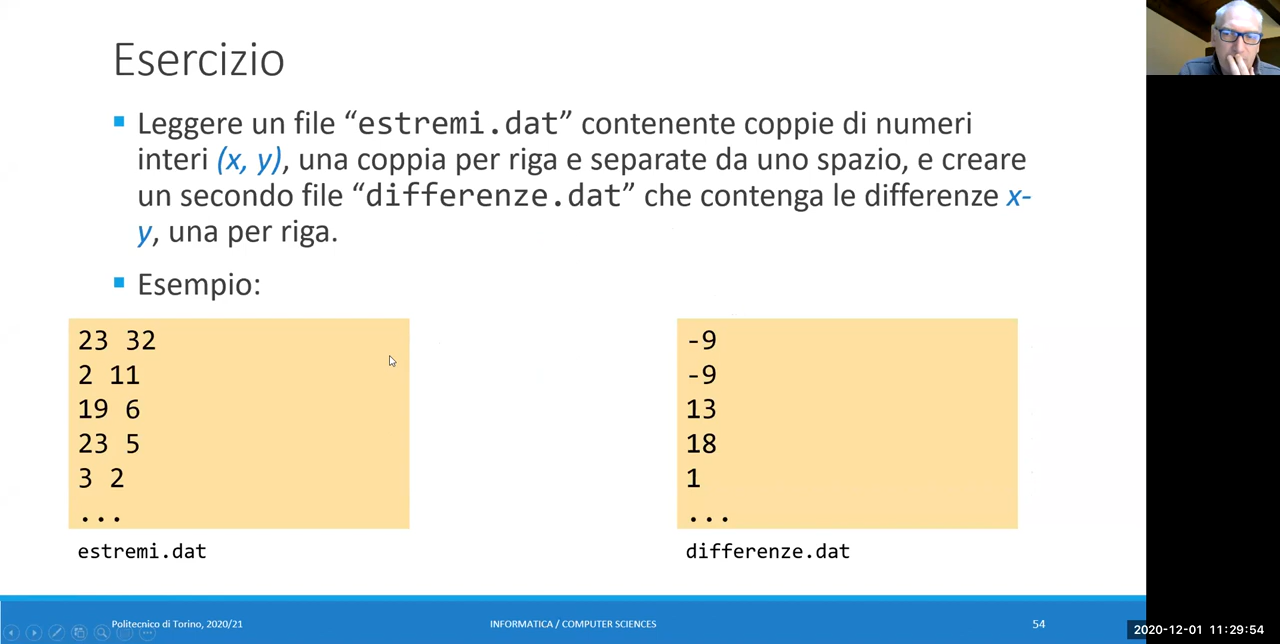 Esercizio
Leggere un file “estremi.dat” contenente coppie di numeri
interi (x, y), una coppia per riga e separate da uno spazio, e creare
un secondo file “differenze.dat” che contenga le differenze x-
y, una per riga.
Esempio:
23 32
2 11
19 6
23 5
3 2
...
estremi.dat
-9
-9
13
18
1
...
differenze.dat
Politecnico di Torino, 2020/21
INFORMATICA / COMPUTER SCIENCES
54
2020-12-01 11:29:54